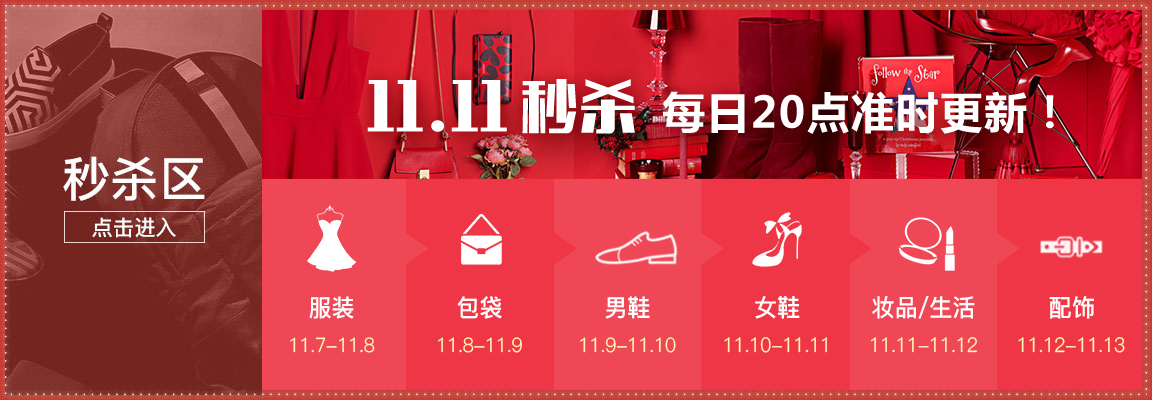 秒杀区
点击进入
11.11 秒杀 每日20点准时更新！
follow the Star
服装
11.7–11.8
包袋
11.8–11.9
男鞋
11.9–11.10
女鞋
11.10–11.11
妆品/生活
11.11–11.12
配饰
11.12–11.13